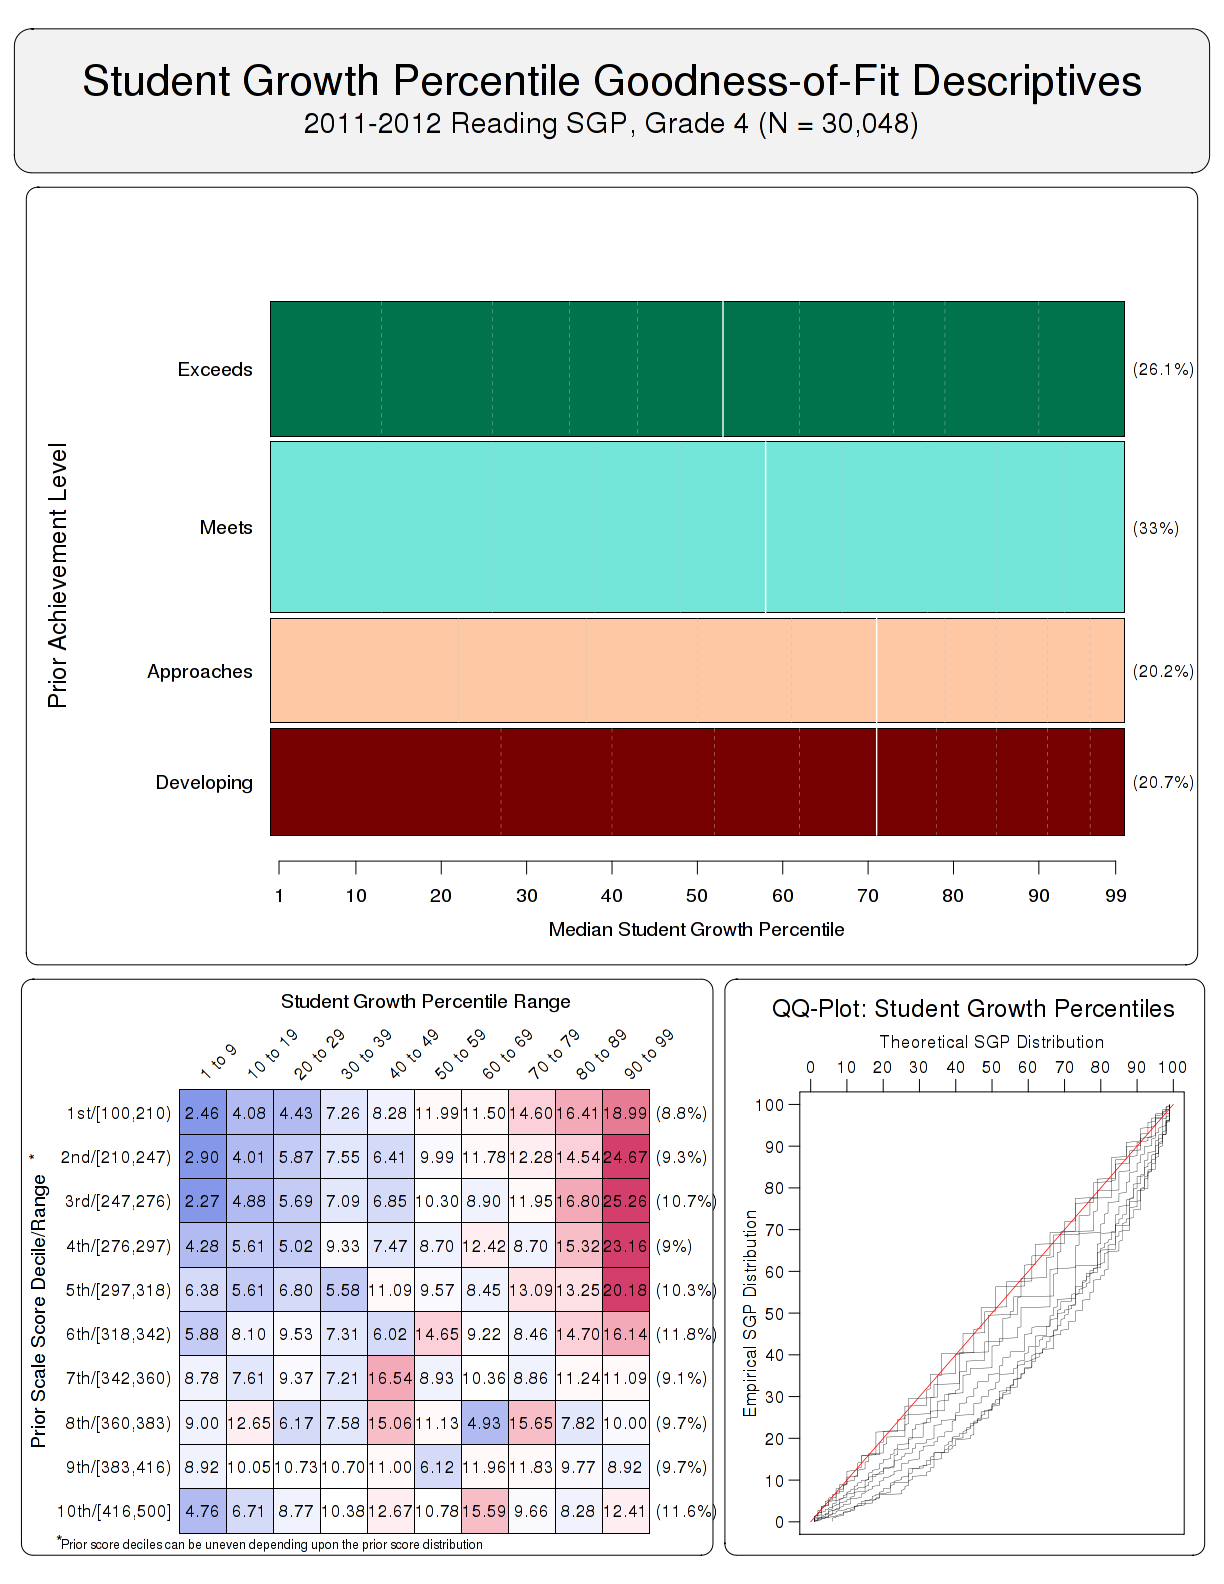 Student Growth Percentile Goodness-of-Fit Descriptives
2011-2012 Reading SGP, Grade 4 (N = 30,048)
Prior Achievement Level
Exceeds (26.1%)
Meets (33%)
Approaches (20.2%)
Developing (20.7%)
1 10 20 30 40 50 60 70 80 90 99
Median Student Growth Percentile
Student Growth Percentile Range
1 to 9 10 to 19 20 to 29 30 to 39 40 to 49 50 to 59 60 to 69 70 to 79 80 to 89 90 to 99
Prior Scale Score Decile/Range *
1st/[100,210) 2.46 4.08 4.43 7.26 8.28 11.99 11.50 14.60 16.41 18.99 (8.8%)
2nd/[210,247) 2.90 4.01 5.87 7.55 6.41 9.99 11.78 12.28 14.54 24.67 (9.3%)
3rd/[247,276) 2.27 4.88 5.69 7.09 6.85 10.30 8.90 11.95 16.80 25.26 (10.7%)
4th/[276,297) 4.28 5.61 5.02 9.33 7.47 8.70 12.42 8.70 15.32 23.16 (9%)
5th/[297,318) 6.38 5.61 6.80 5.58 11.09 9.57 8.45 13.09 13.25 20.18 (10.3%)
6th/[318,342) 5.88 8.10 9.53 7.31 6.02 14.65 9.22 8.46 14.70 16.14 (11.8%)
7th/[342,360) 8.78 7.61 9.37 7.21 16.54 8.93 10.36 8.86 11.24 11.09 (9.1%)
8th/[360,383) 9.00 12.65 6.17 7.58 15.06 11.13 4.93 15.65 7.82 10.00 (9.7%)
9th/[383,416) 8.92 10.05 10.73 10.70 11.00 6.12 11.96 11.83 9.77 8.92 (9.7%)
10th/[416,500] 4.76 6.71 8.77 10.38 12.67 10.78 15.59 9.66 8.28 12.41 (11.6%)
*Prior score deciles can be uneven depending upon the prior score distribution
QQ-Plot: Student Growth Percentiles
Theoretical SGP Distribution
0 10 20 30 40 50 60 70 80 90 100
Empirical SGP Distribution
100
90
80
70
60
50
40
30
20
10
0